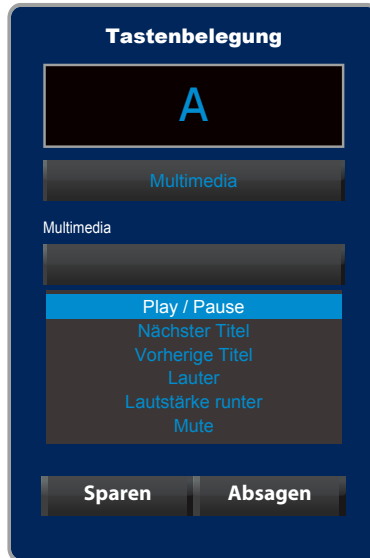 Tastenbelegung
A
Multimedia
Multimedia
Play / Pause
Nächster Titel
Vorherige Titel
Lauter
Lautstärke runter
Mute
Sparen Absagen